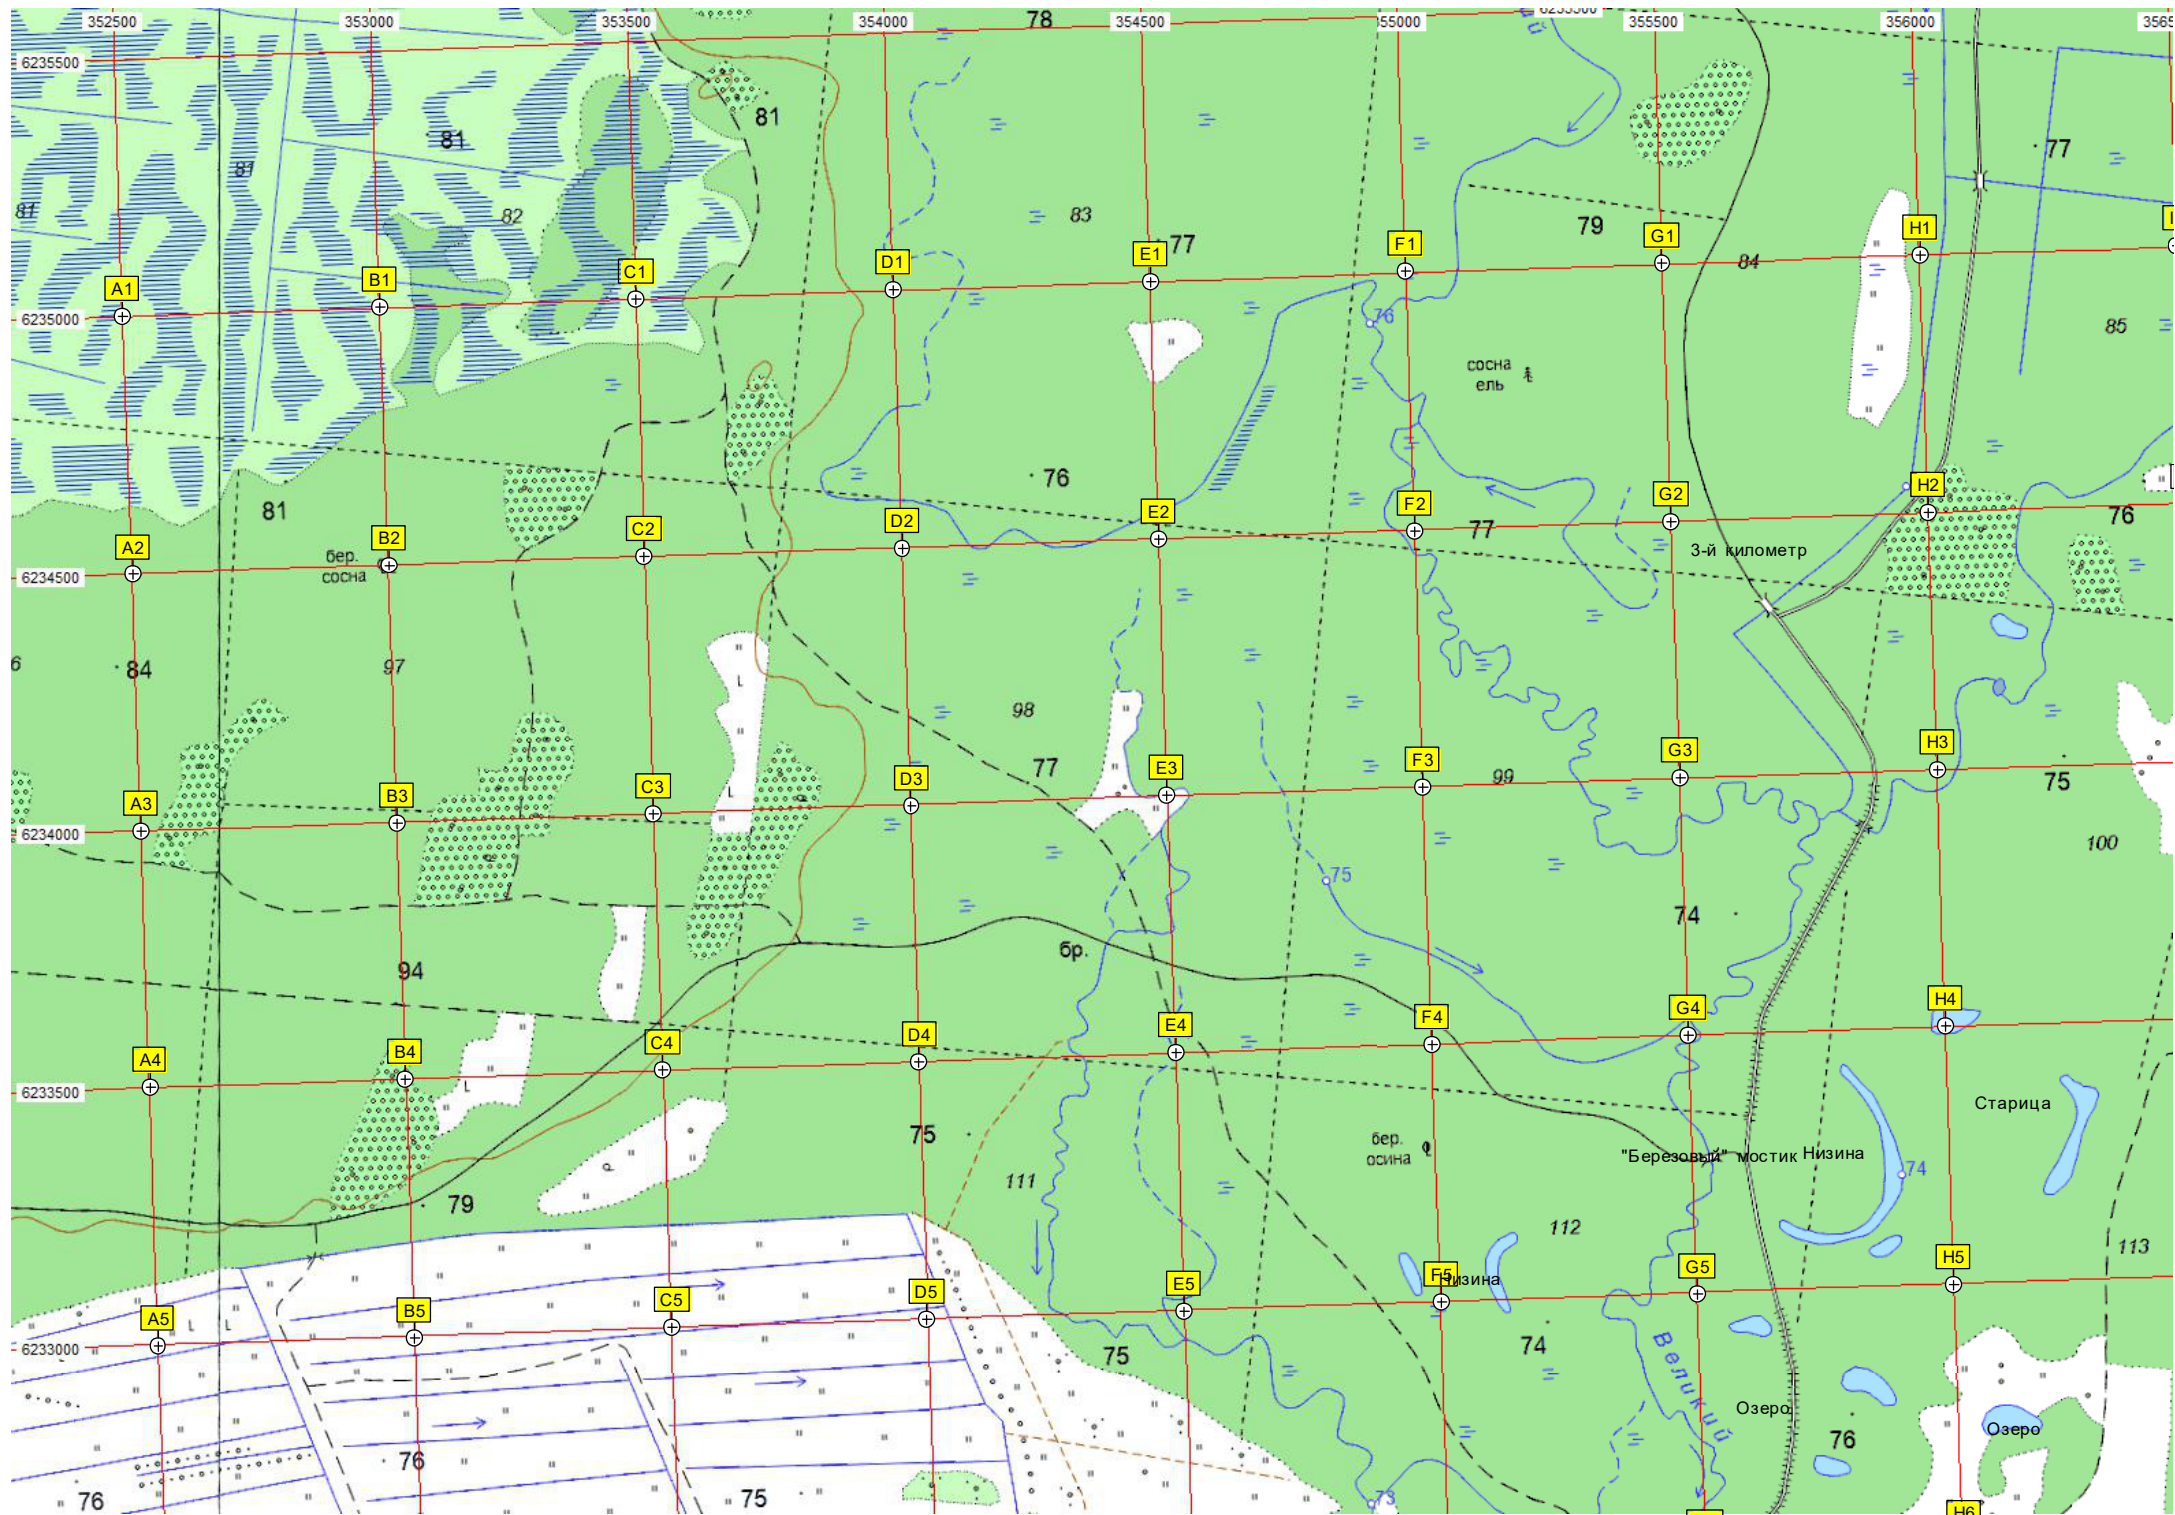 352500 353000 353500 354000 354500 355000 355500 356000
78
6235500
81
81
81
77
81
82
83
79
77
G1
H1
F1
E1
D1
C1
B1
A1
84
76
6235000
85
сосна
ель
76
H2
G2
F2
E2
81
76
D2
77
C2
B2
3-й километр
A2
бер.
сосна
6234500
84
97
98
H3
G3
F3
77
E3
D3
99
75
C3
B3
A3
6234000
100
75
74
бр.
94
H4
G4
F4
E4
D4
C4
B4
A4
6233500
Старица
75
бер.
осина
"Березовый" мостик
Низина
74
111
79
112
113
H5
G5
F5
Низина
E5
D5
C5
B5
A5
6233000
74
75
Великий
Озеро
Озеро
76
76
76
75
73
H6